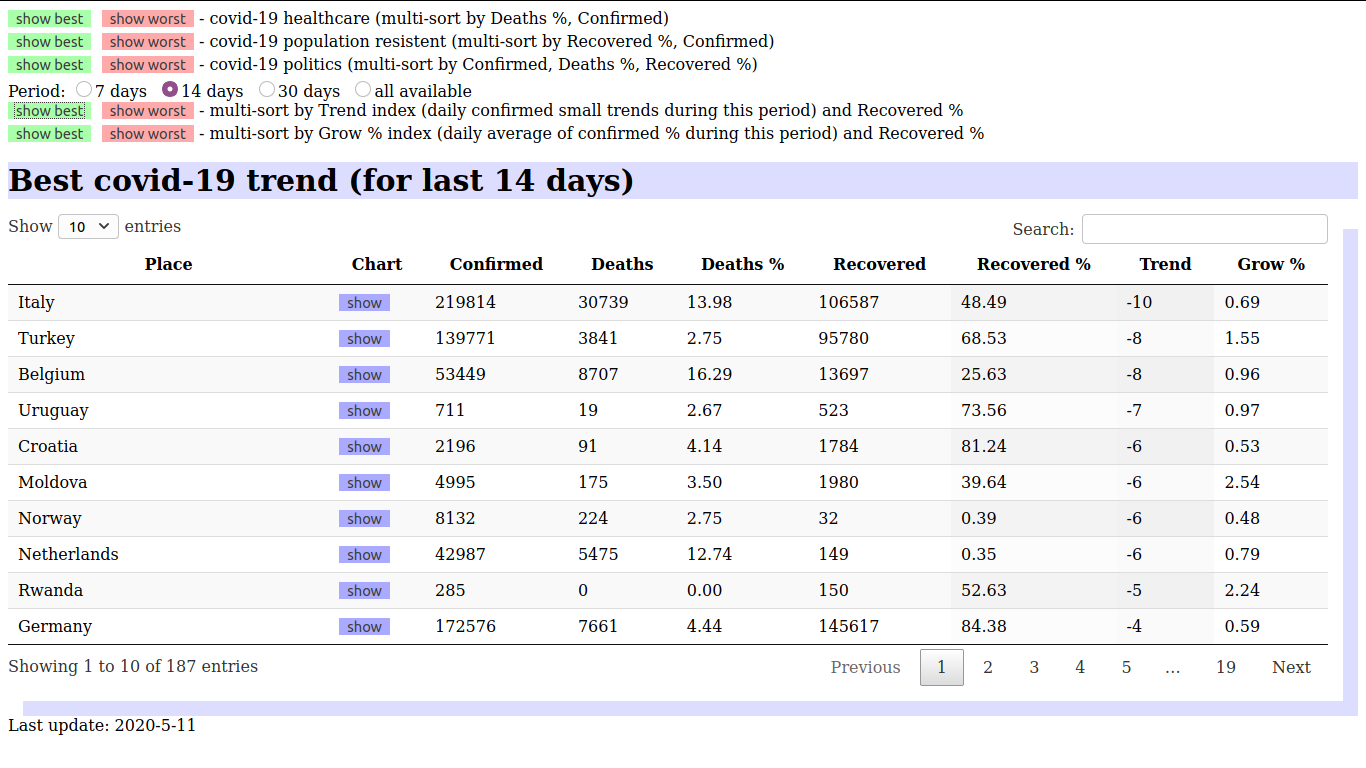 show best show worst - covid-19 healthcare (multi-sort by Deaths %, Confirmed)
show best show worst - covid-19 population resistent (multi-sort by Recovered %, Confirmed)
show best show worst - covid-19 politics (multi-sort by Confirmed, Deaths %, Recovered %)
Period: 7 days 14 days 30 days all available
show best show worst - multi-sort by Trend index (daily confirmed small trends during this period) and Recovered %
show best show worst - multi-sort by Grow % index (daily average of confirmed % during this period) and Recovered %
Best covid-19 trend (for last 14 days)
Show 10 entries Search:
Place Chart Confirmed Deaths Deaths % Recovered Recovered % Trend Grow %
Italy show 219814 30739 13.98 106587 48.49 -10 0.69
Turkey show 139771 3841 2.75 95780 68.53 -8 1.55
Belgium show 53449 8707 16.29 13697 25.63 -8 0.96
Uruguay show 711 19 2.67 523 73.56 -7 0.97
Croatia show 2196 91 4.14 1784 81.24 -6 0.53
Moldova show 4995 175 3.50 1980 39.64 -6 2.54
Norway show 8132 224 2.75 32 0.39 -6 0.48
Netherlands show 42987 5475 12.74 149 0.35 -6 0.79
Rwanda show 285 0 0.00 150 52.63 -5 2.24
Germany show 172576 7661 4.44 145617 84.38 -4 0.59
Showing 1 to 10 of 187 entries Previous 1 2 3 4 5 … 19 Next
Last update: 2020-5-11